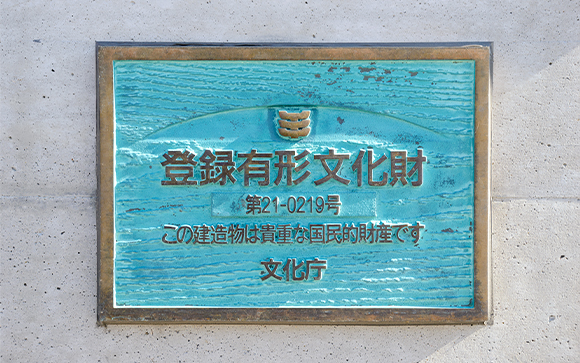 登録有形文化財
第21-0219号
この建造物は貴重な国民的財産です
文化庁